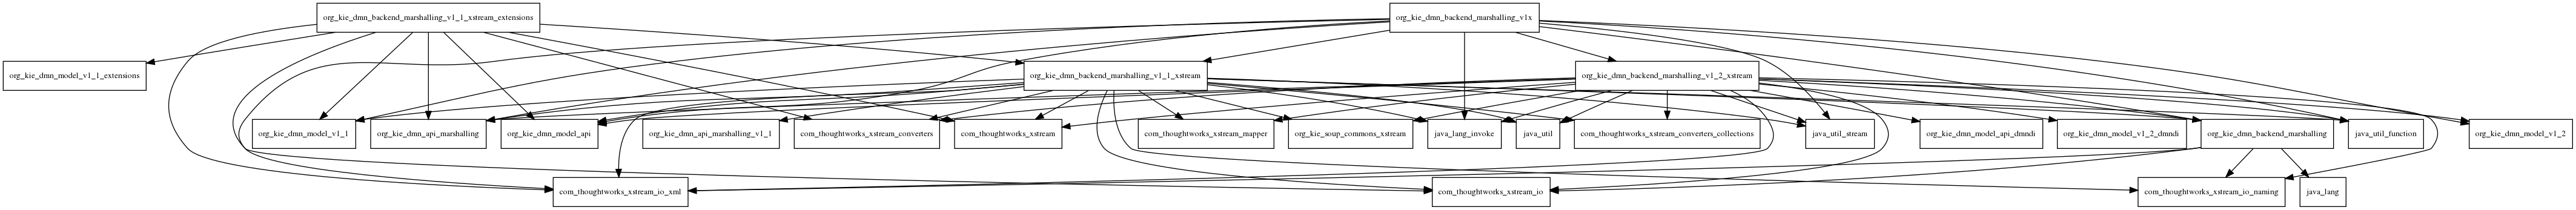 org_kie_dmn_backend_marshalling_v1_1_xstream_extensions
org_kie_dmn_backend_marshalling_v1x
org_kie_dmn_model_v1_1_extensions
org_kie_dmn_backend_marshalling_v1_1_xstream
org_kie_dmn_backend_marshalling_v1_2_xstream
org_kie_dmn_model_v1_1
org_kie_dmn_api_marshalling
org_kie_dmn_model_api
org_kie_dmn_api_marshalling_v1_1
com_thoughtworks_xstream_converters
com_thoughtworks_xstream
com_thoughtworks_xstream_mapper
org_kie_soup_commons_xstream
java_lang_invoke
java_util
com_thoughtworks_xstream_converters_collections
java_util_stream
org_kie_dmn_model_api_dmndi
org_kie_dmn_model_v1_2_dmndi
org_kie_dmn_backend_marshalling
java_util_function
org_kie_dmn_model_v1_2
com_thoughtworks_xstream_io_xml
com_thoughtworks_xstream_io
com_thoughtworks_xstream_io_naming
java_lang